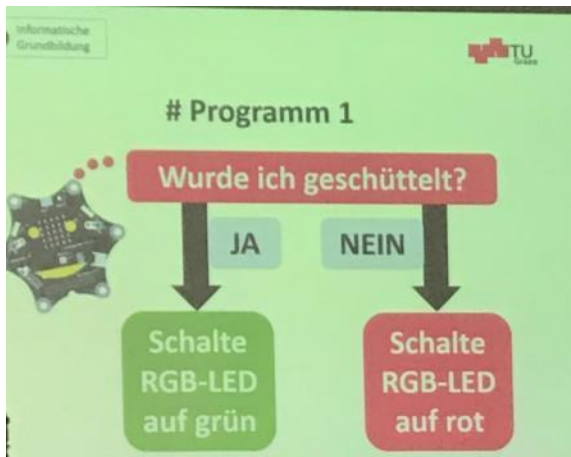 Informatische
Grundbildung
TU
Graz
# Programm 1
Wurde ich geschüttelt?
JA
NEIN
Schalte
RGB-LED
auf grün
Schalte
RGB-LED
auf rot